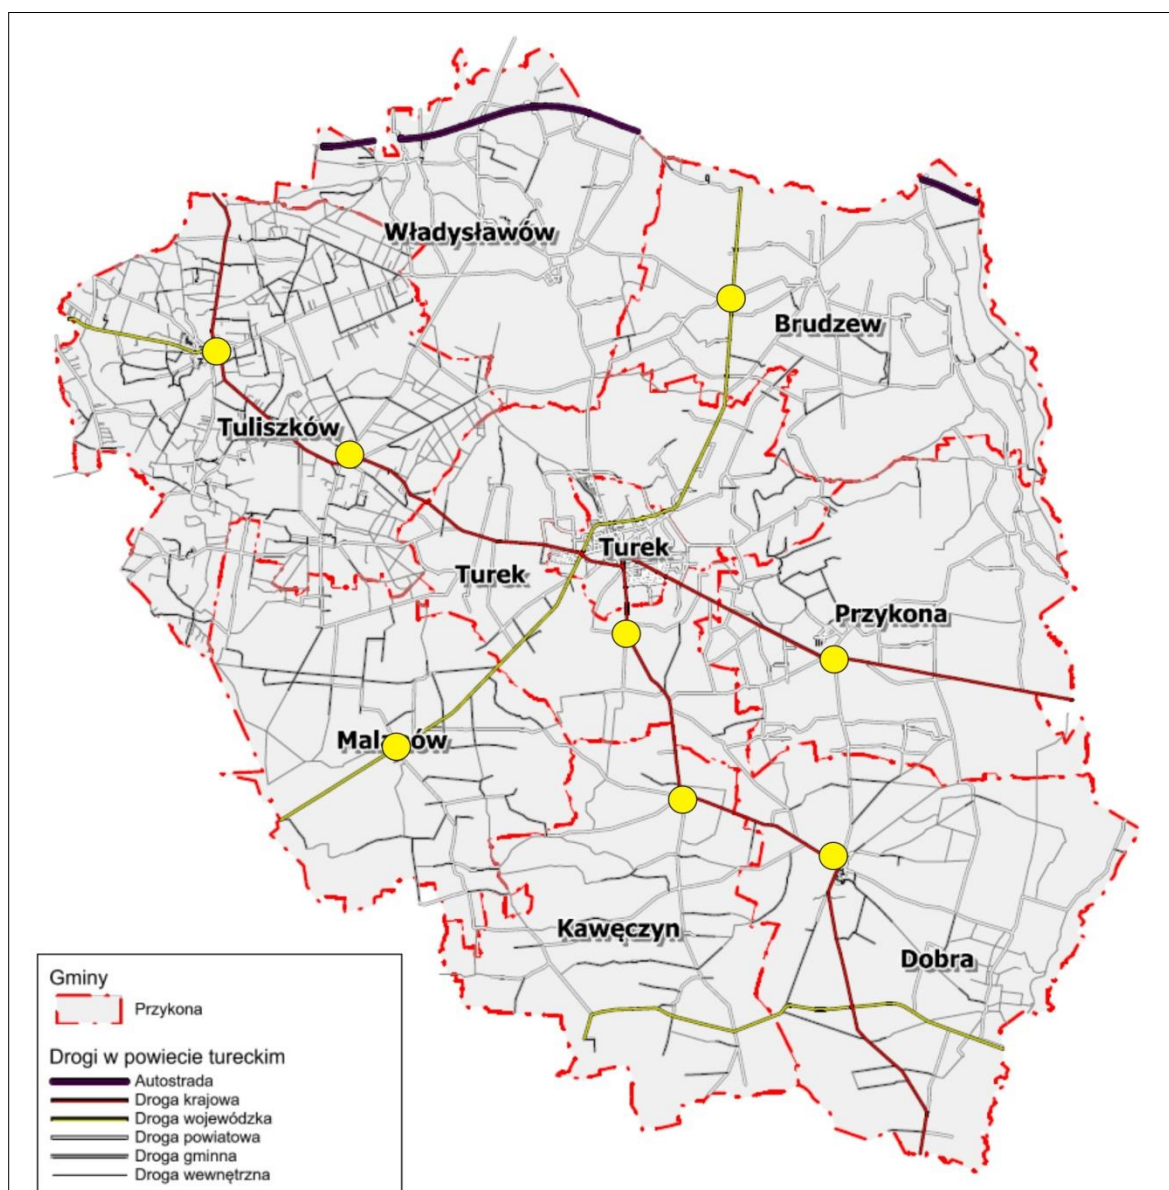 Władysławów
Brudzew
Tuliszków
Turek
Turek
Przykona
Kawęczyn
Dobra
Gminy
Przykona
Drogi w powiecie tureckim
Autostrada
Droga krajowa
Droga wojewódzka
Droga powiatowa
Droga gminna
Droga wewnętrzna